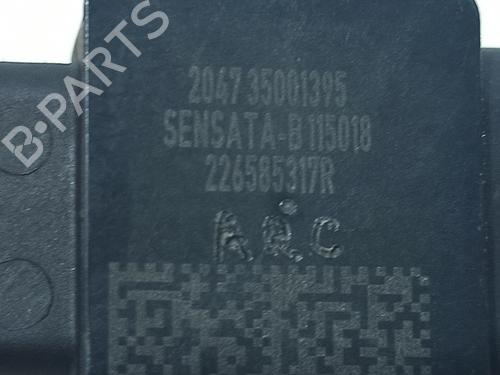 B-PARTS
2047 35001395
SENSATA-B 115018
226585317R
A A C